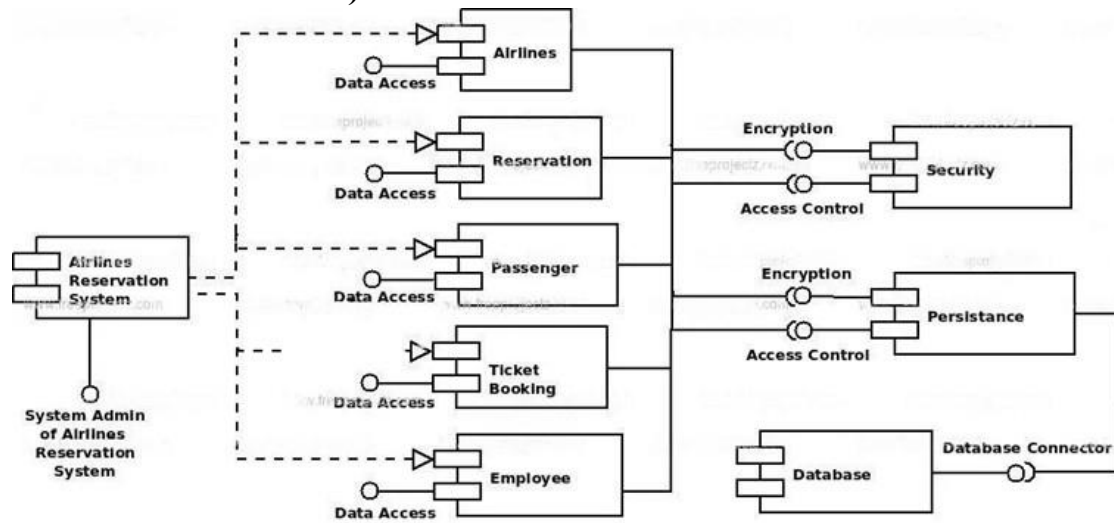 Airlines
Data Access
Reservation
Data Access
Encryption
Security
Access Control
Airlines
Reservation
System
Passenger
Data Access
Encryption
Persistance
Access Control
Ticket
Booking
Data Access
System Admin
of Airlines
Reservation
System
Employee
Data Access
Database
Database Connector